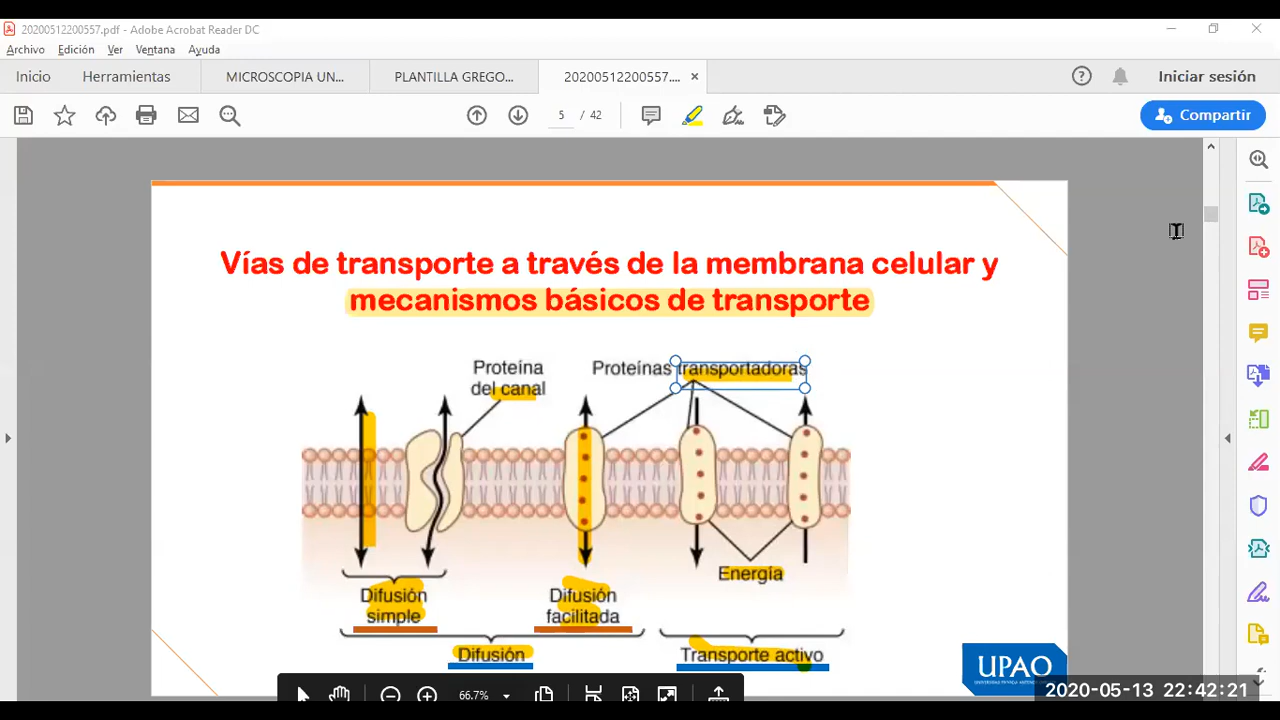 20200512200557.pdf - Adobe Acrobat Reader DC
Archivo Edición Ver Ventana Ayuda
Inicio Herramientas MICROSCOPIA UN... PLANTILLA GREGO... 20200512200557.... × Iniciar sesión
5 / 42 Compartir
Vías de transporte a través de la membrana celular y
mecanismos básicos de transporte
Proteína
del canal
Proteínas transportadoras
Energía
Difusión
simple
Difusión
facilitada
Difusión
Transporte activo
UPAO
66.7%
2020-05-13 22:42:21